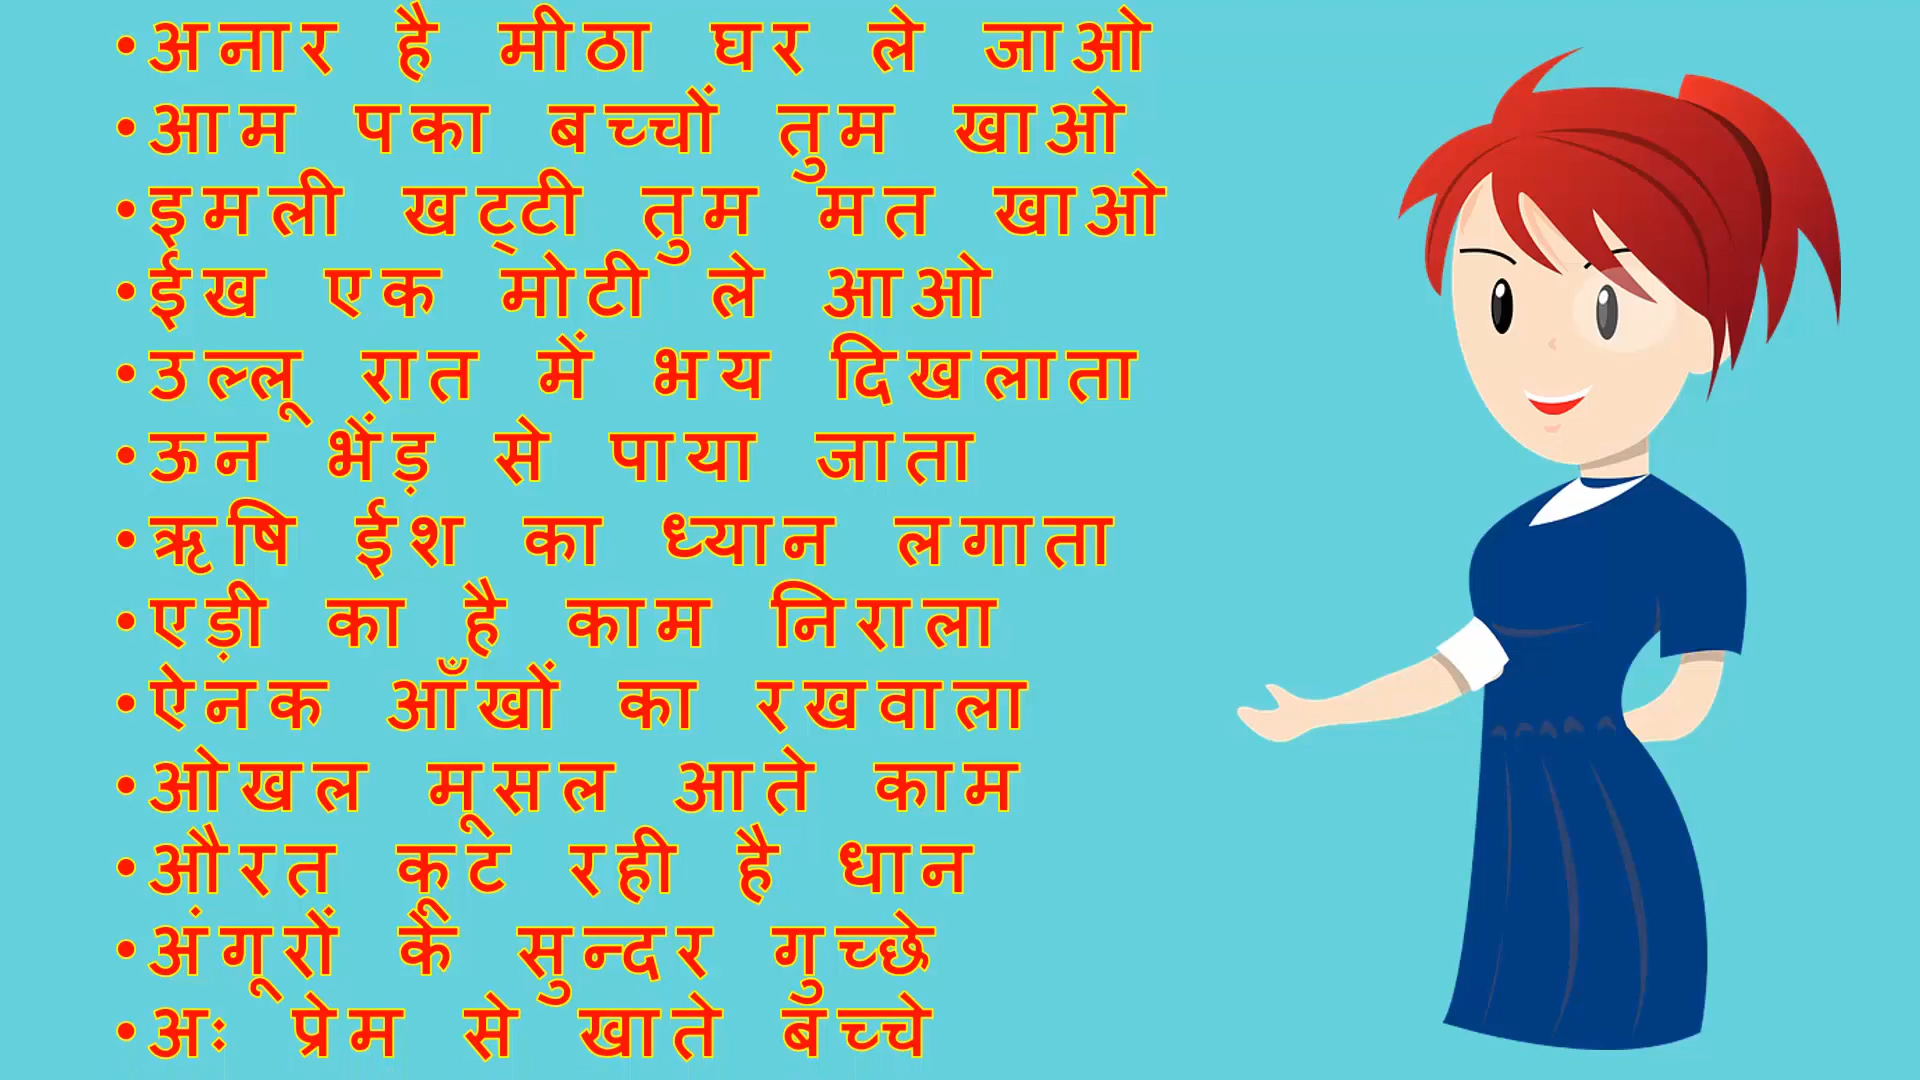 •अनार है मीठा घर ले जाओ
•आम पका बच्चों तुम खाओ
•इमली खट्टी तुम मत खाओ
•ईख एक मोटी ले आओ
•उल्लू रात में भय दिखलाता
•ऊन भेंड़ से पाया जाता
•ऋषि ईश का ध्यान लगाता
•एड़ी का है काम निराला
•ऐनक आँखों का रखवाला
•ओखल मूसल आते काम
•औरत कूट रही है धान
•अंगूरों के सुन्दर गुच्छे
•अः प्रेम से खाते बच्चे